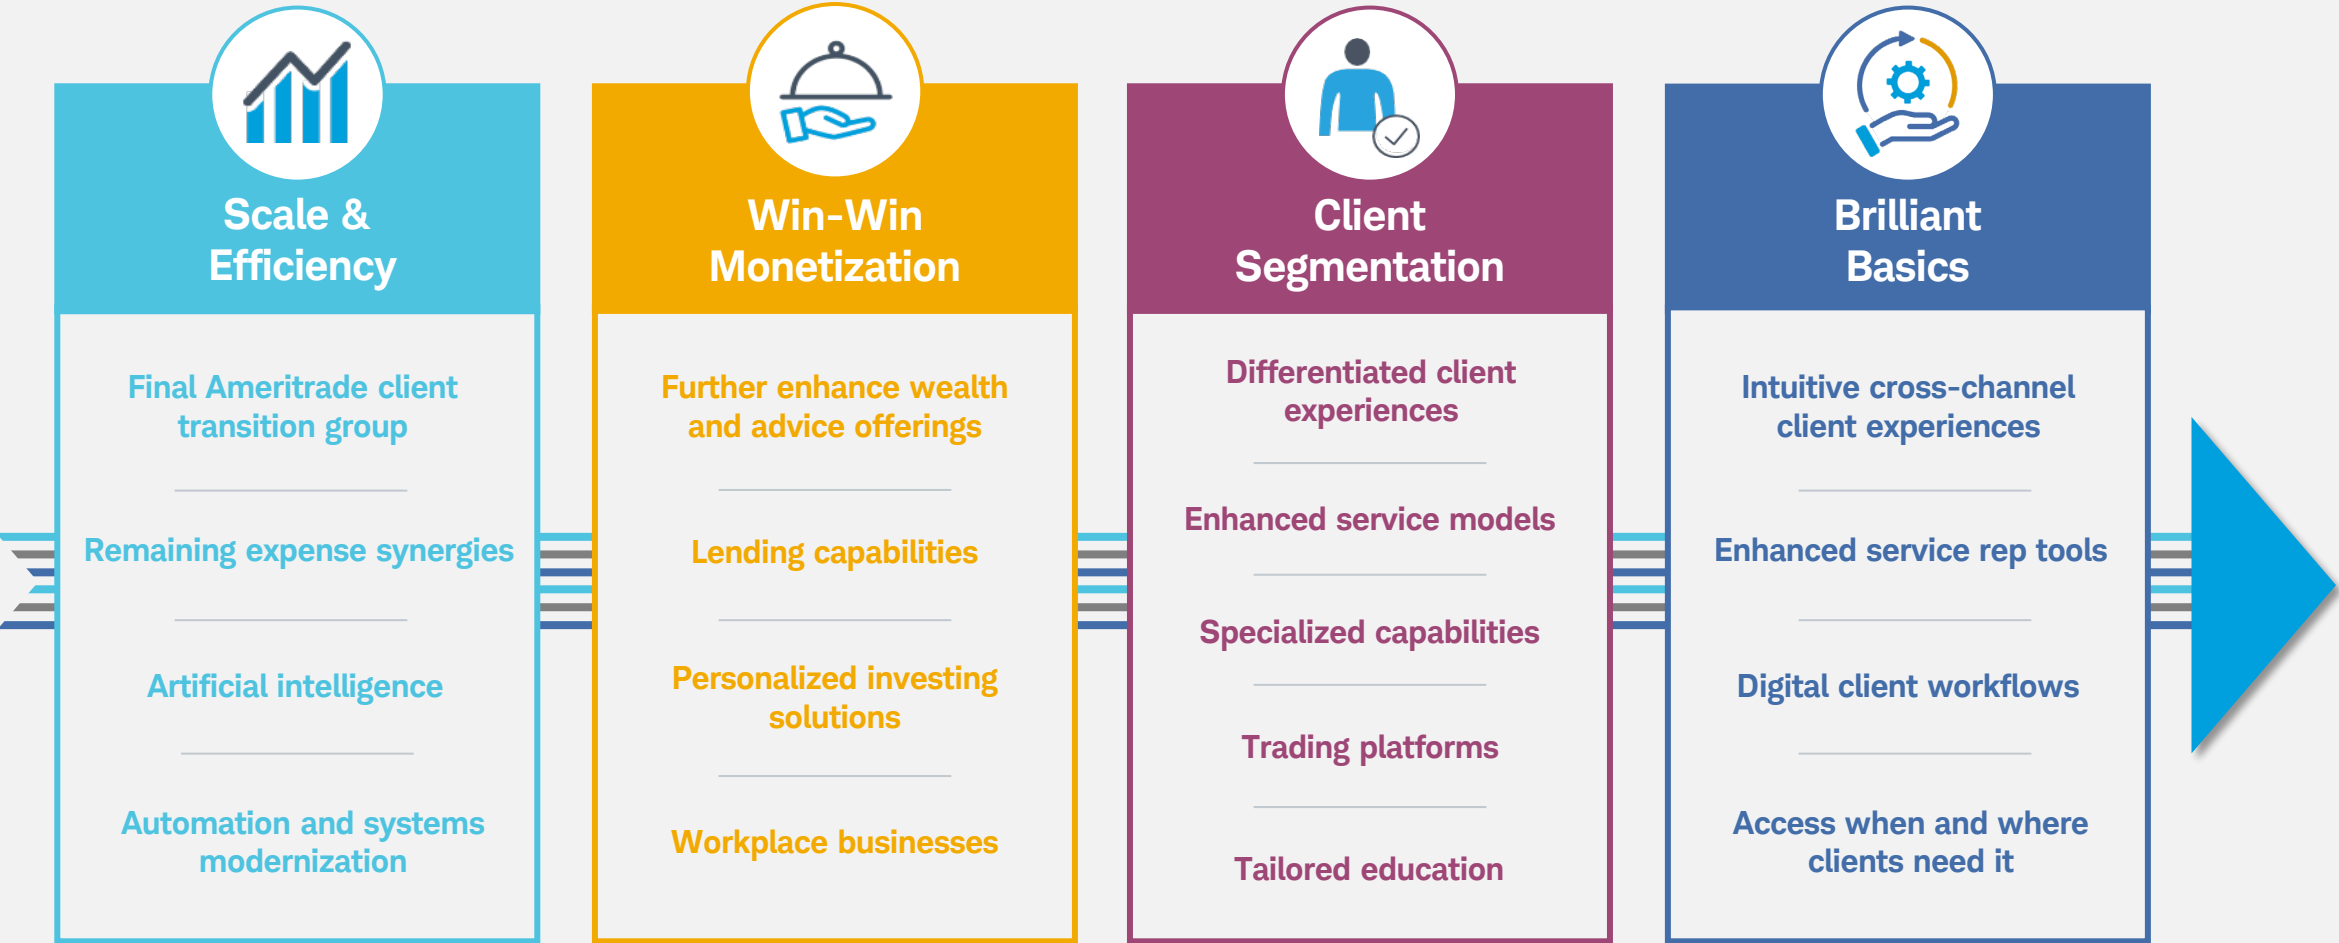 Scale &
Efficiency
Final Ameritrade client
transition group
Remaining expense synergies
Artificial intelligence
Automation and systems
modernization
Win-Win
Monetization
Further enhance wealth
and advice offerings
Lending capabilities
Personalized investing
solutions
Workplace businesses
Client
Segmentation
Differentiated client
experiences
Enhanced service models
Specialized capabilities
Trading platforms
Tailored education
Brilliant
Basics
Intuitive cross-channel
client experiences
Enhanced service rep tools
Digital client workflows
Access when and where
clients need it